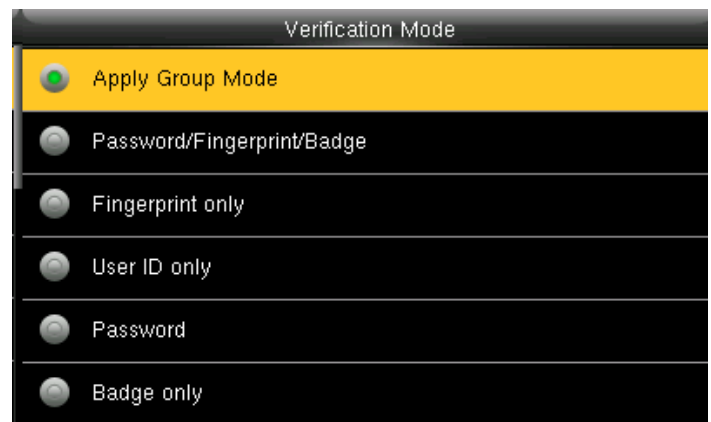 Verification Mode
Apply Group Mode
Password/Fingerprint/Badge
Fingerprint only
User ID only
Password
Badge only